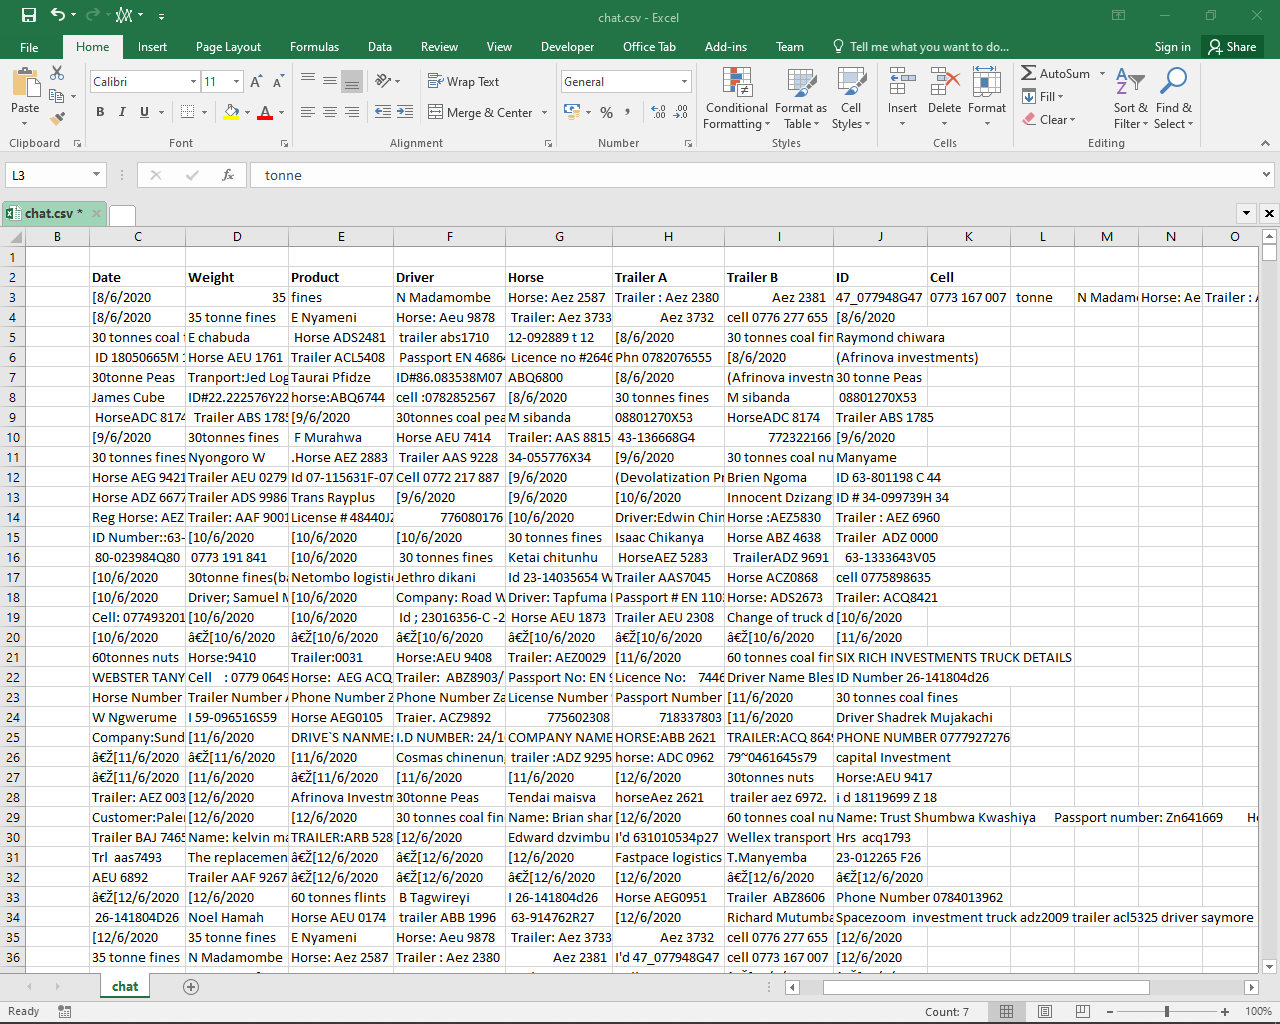 chat.csv - Excel
File Home Insert Page Layout Formulas Data Review View Developer Office Tab Add-ins Team Tell me what you want to do... Sign in Share
Paste Calibri 11 Wrap Text General Conditional Formatting Format as Table Cell Styles Insert Delete Format AutoSum Fill Clear Sort & Filter Find & Select
B I U Merge & Center % ,
Clipboard Font Alignment Number Styles Cells Editing
L3 fx tonne
chat.csv *
B C D E F G H I J K L M N O
1
2 Date Weight Product Driver Horse Trailer A Trailer B ID Cell
3 [8/6/2020 35 fines N Madamombe Horse: Aez 2587 Trailer : Aez 2380 Aez 2381 47_077948G47 0773 167 007 tonne N Madam Horse: Ae Trailer : A
4 [8/6/2020 35 tonne fines E Nyameni Horse: Aeu 9878 Trailer: Aez 3733 Aez 3732 cell 0776 277 655 [8/6/2020
5 30 tonnes coal E chabuda Horse ADS2481 trailer abs1710 12-092889 t 12 [8/6/2020 30 tonnes coal fin Raymond chiwara
6 ID 18050665M Horse AEU 1761 Trailer ACL5408 Passport EN 46864 Licence no #2646 Phn 0782076555 [8/6/2020 (Afrinova investments)
7 30tonne Peas Tranport:Jed Log Taurai Pfidze ID#86.083538M07 ABQ6800 [8/6/2020 (Afrinova investm 30 tonne Peas
8 James Cube ID#22.222576Y22 horse:ABQ6744 cell :0782852567 [8/6/2020 30 tonnes fines M sibanda 08801270X53
9 HorseADC 8174 Trailer ABS 1785 [9/6/2020 30tonnes coal pea M sibanda 08801270X53 HorseADC 8174 Trailer ABS 1785
10 [9/6/2020 30tonnes fines F Murahwa Horse AEU 7414 Trailer: AAS 8815 43-136668G4 772322166 [9/6/2020
11 30 tonnes fines Nyongoro W .Horse AEZ 2883 Trailer AAS 9228 34-055776X34 [9/6/2020 30 tonnes coal nu Manyame
12 Horse AEG 9421 Trailer AEU 0279 Id 07-115631F-07 Cell 0772 217 887 [9/6/2020 (Devolatization Pr Brien Ngoma ID 63-801198 C 44
13 Horse ADZ 6677 Trailer ADS 9986 Trans Rayplus [9/6/2020 [9/6/2020 [10/6/2020 Innocent Dzizang ID # 34-099739H 34
14 Reg Horse: AEZ Trailer: AAF 9001 License # 48440JZ 776080176 [10/6/2020 Driver:Edwin Chin Horse :AEZ5830 Trailer : AEZ 6960
15 ID Number::63- [10/6/2020 [10/6/2020 [10/6/2020 30 tonnes fines Isaac Chikanya Horse ABZ 4638 Trailer ADZ 0000
16 80-023984Q80 0773 191 841 [10/6/2020 30 tonnes fines Ketai chitunhu HorseAEZ 5283 TrailerADZ 9691 63-1333643V05
17 [10/6/2020 30tonne fines(ba Netombo logistic Jethro dikani Id 23-14035654 W Trailer AAS7045 Horse ACZ0868 cell 0775898635
18 [10/6/2020 Driver; Samuel M [10/6/2020 Company: Road W Driver: Tapfuma Passport # EN 1103 Horse: ADS2673 Trailer: ACQ8421
19 Cell: 077493201 [10/6/2020 [10/6/2020 Id ; 23016356-C -2 Horse AEU 1873 Trailer AEU 2308 Change of truck d [10/6/2020
20 [10/6/2020 â€Ž[10/6/2020 â€Ž[10/6/2020 â€Ž[10/6/2020 â€Ž[10/6/2020 â€Ž[10/6/2020 â€Ž[10/6/2020 [11/6/2020
21 60tonnes nuts Horse:9410 Trailer:0031 Horse:AEU 9408 Trailer: AEZ0029 [11/6/2020 60 tonnes coal fin SIX RICH INVESTMENTS TRUCK DETAILS
22 WEBSTER TANY Cell : 0779 0649 Horse: AEG ACQ Trailer: ABZ8903/ Passport No: EN 9 Licence No: 7446 Driver Name Bles ID Number 26-141804d26
23 Horse Number Trailer Number A Phone Number Z Phone Number Za License Number Passport Number [11/6/2020 30 tonnes coal fines
24 W Ngwerume I 59-096516S59 Horse AEG0105 Traier. ACZ9892 775602308 718337803 [11/6/2020 Driver Shadrek Mujakachi
25 Company:Sund [11/6/2020 DRIVE`S NANME: I.D NUMBER: 24/1 COMPANY NAME HORSE:ABB 2621 TRAILER:ACQ 8649 PHONE NUMBER 0777927276
26 â€Ž[11/6/2020 â€Ž[11/6/2020 [11/6/2020 Cosmas chinenun trailer :ADZ 9295 horse: ADC 0962 79~0461645s79 capital Investment
27 â€Ž[11/6/2020 [11/6/2020 â€Ž[11/6/2020 [11/6/2020 [11/6/2020 [12/6/2020 30tonnes nuts Horse:AEU 9417
28 Trailer: AEZ 003 [12/6/2020 Afrinova Investm 30tonne Peas Tendai maisva horseAez 2621 trailer aez 6972. i d 18119699 Z 18
29 Customer:Paler [12/6/2020 [12/6/2020 30 tonnes coal fin Name: Brian shar [12/6/2020 60 tonnes coal nu Name: Trust Shumbwa Kwashiya Passport number: Zn641669 Ho
30 Trailer BAJ 7465 Name: kelvin ma TRAILER:ARB 528 [12/6/2020 Edward dzvimbu I'd 631010534p27 Wellex transport Hrs acq1793
31 Trl aas7493 The replacemen â€Ž[12/6/2020 â€Ž[12/6/2020 [12/6/2020 Fastpace logistics T.Manyemba 23-012265 F26
32 AEU 6892 Trailer AAF 9267 â€Ž[12/6/2020 â€Ž[12/6/2020 â€Ž[12/6/2020 [12/6/2020 â€Ž[12/6/2020 â€Ž[12/6/2020
33 â€Ž[12/6/2020 [12/6/2020 60 tonnes flints B Tagwireyi I 26-141804d26 Horse AEG0951 Trailer ABZ8606 Phone Number 0784013962
34 26-141804D26 Noel Hamah Horse AEU 0174 trailer ABB 1996 63-914762R27 [12/6/2020 Richard Mutumba Spacezoom investment truck adz2009 trailer acl5325 driver saymore
35 [12/6/2020 35 tonne fines E Nyameni Horse: Aeu 9878 Trailer: Aez 3733 Aez 3732 cell 0776 277 655 [12/6/2020
36 35 tonne fines N Madamombe Horse: Aez 2587 Trailer : Aez 2380 Aez 2381 I'd 47_077948G47 cell 0773 167 007 [12/6/2020
chat
Ready Count: 7 100%